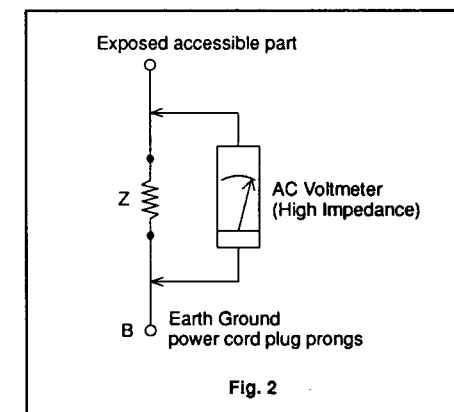 Exposed accessible part
Z
AC Voltmeter
(High Impedance)
B
Earth Ground
power cord plug prongs
Fig. 2